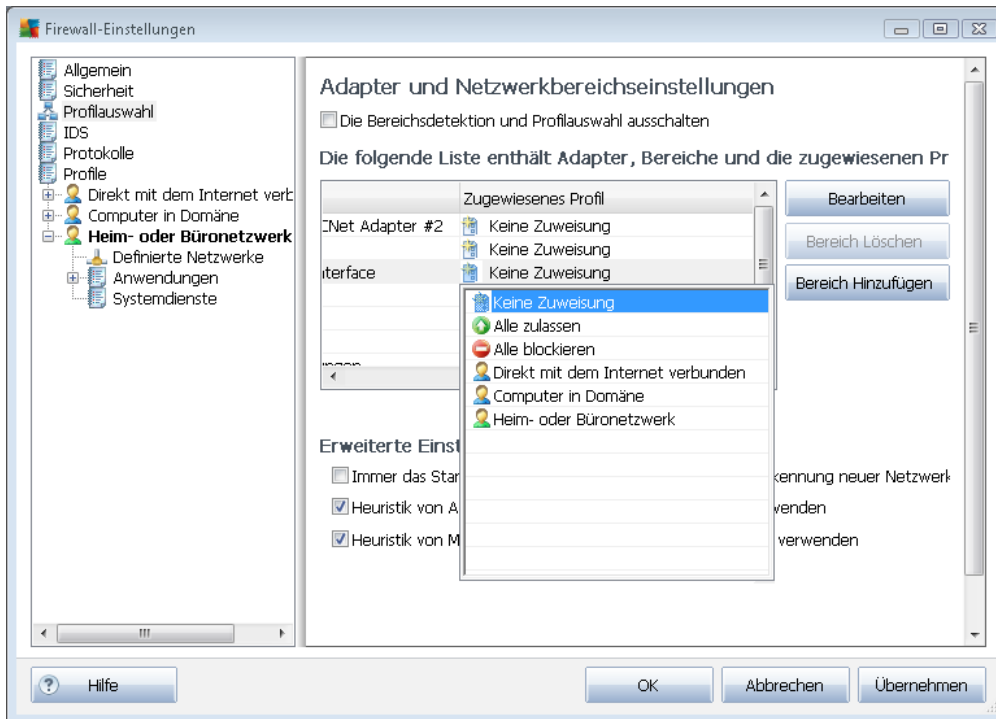 Firewall-Einstellungen
Allgemein
Sicherheit
Profilauswahl
IDS
Protokolle
Profile
Direkt mit dem Internet verb
Computer in Domäne
Heim- oder Büronetzwerk
Definierte Netzwerke
Anwendungen
Systemdienste
Adapter und Netzwerkbereichseinstellungen
Die Bereichsdetektion und Profilauswahl ausschalten
Die folgende Liste enthält Adapter, Bereiche und die zugewiesenen Pr
Zugewiesenes Profil
CNet Adapter #2 Keine Zuweisung
Keine Zuweisung
nterface Keine Zuweisung
Keine Zuweisung
Alle zulassen
Alle blockieren
Direkt mit dem Internet verbunden
Computer in Domäne
Heim- oder Büronetzwerk
Bearbeiten
Bereich Löschen
Bereich Hinzufügen
Erweiterte Einst
Immer das Star kennung neuer Netzwerk
Heuristik von A venden
Heuristik von M verwenden
Hilfe
OK
Abbrechen
Übernehmen